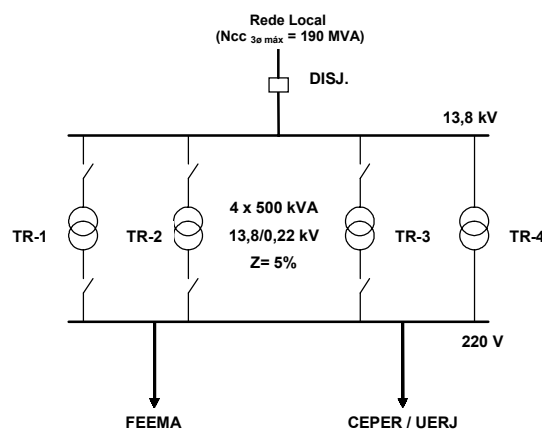 Rede Local
(Ncc 3ø máx = 190 MVA)
DISJ.
13,8 kV
4 x 500 kVA
13,8/0,22 kV
Z= 5%
TR-1
TR-2
TR-3
TR-4
220 V
FEEMA
CEPER / UERJ